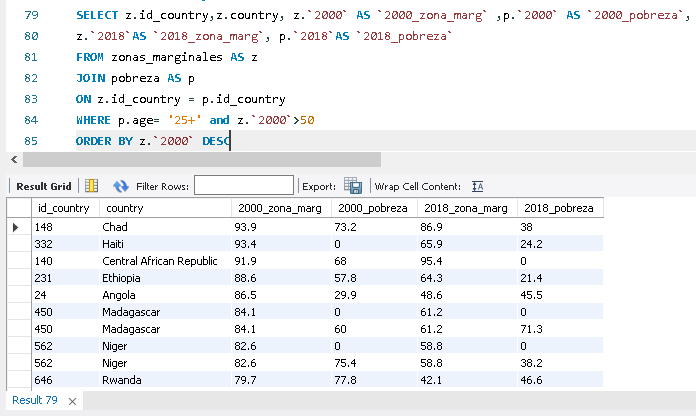 79 SELECT z.id_country,z.country, z.`2000` AS `2000_zona_marg` ,p.`2000` AS `2000_pobreza`,
80 z.`2018`AS `2018_zona_marg`, p.`2018`AS `2018_pobreza`
81 FROM zonas_marginales AS z
82 JOIN pobreza AS p
83 ON z.id_country = p.id_country
84 WHERE p.age= '25+' and z.`2000`>50
85 ORDER BY z.`2000` DESC
Result Grid Filter Rows: Export: Wrap Cell Content: IA
id_country country 2000_zona_marg 2000_pobreza 2018_zona_marg 2018_pobreza
148 Chad 93.9 73.2 86.9 38
332 Haiti 93.4 0 65.9 24.2
140 Central African Republic 91.9 68 95.4 0
231 Ethiopia 88.6 57.8 64.3 21.4
24 Angola 86.5 29.9 48.6 45.5
450 Madagascar 84.1 0 61.2 0
450 Madagascar 84.1 60 61.2 71.3
562 Niger 82.6 0 58.8 0
562 Niger 82.6 75.4 58.8 38.2
646 Rwanda 79.7 77.8 42.1 46.6
Result 79